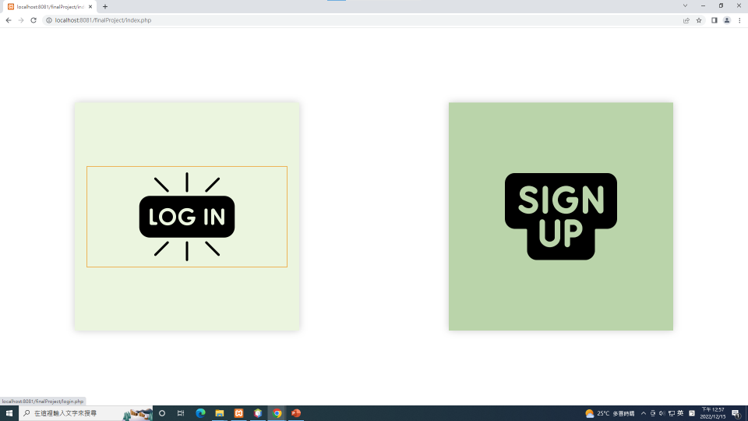 localhost:8081/finalProject/ind
localhost:8081/finalProject/index.php
LOG IN
SIGN
UP
localhost:8081/finalProject/login.php
在這裡輸入文字來搜尋
25°C 多雲時晴
英
下午 12:57
2022/12/15